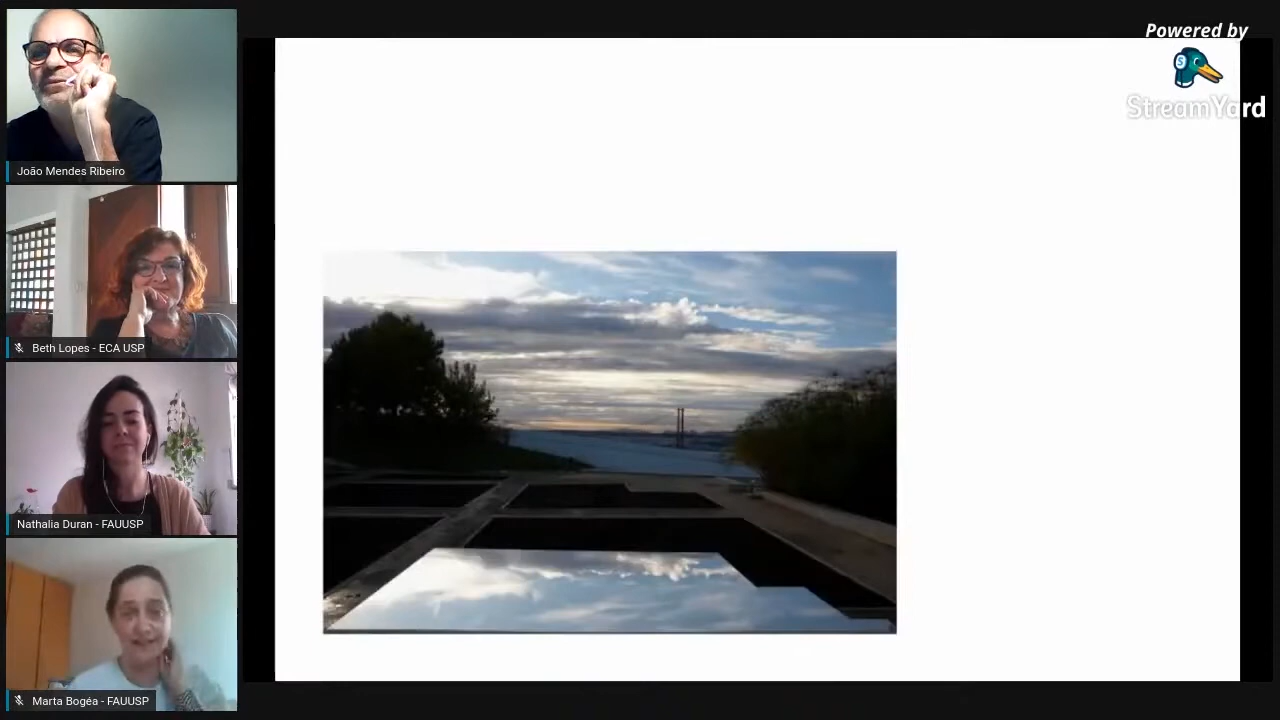 Powered by
S
StreamYard
João Mendes Ribeiro
Beth Lopes - ECA USP
Nathalia Duran - FAUUSP
Marta Bogéa - FAUUSP